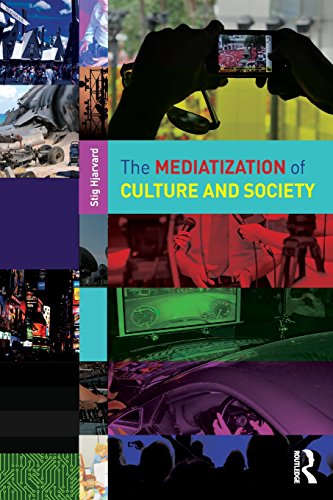 Stig Hjarvard
The MEDIATIZATION of
CULTURE AND SOCIETY
R
ROUTLEDGE